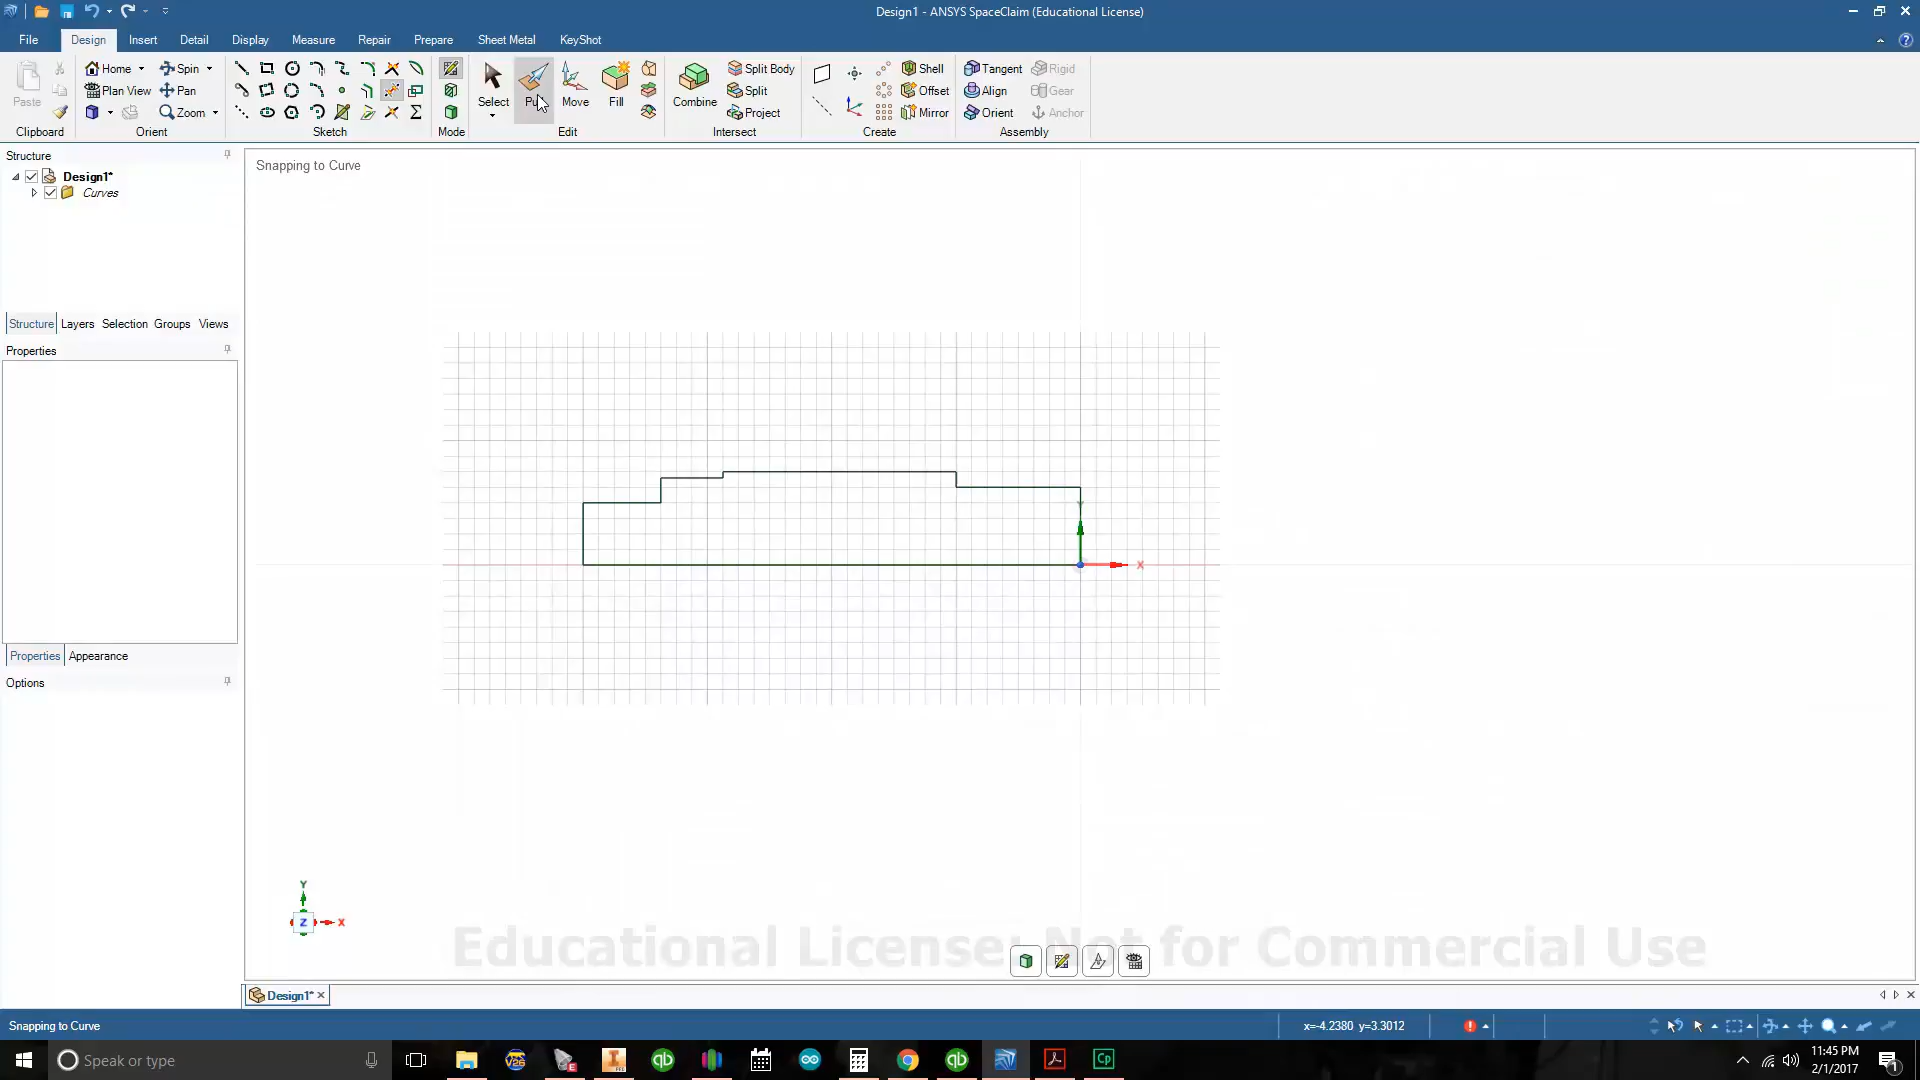 Design1 - ANSYS SpaceClaim (Educational License)
File Design Insert Detail Display Measure Repair Prepare Sheet Metal KeyShot
Home Spin Split Body Shell Tangent Rigid
Plan View Pan Split Offset Align Gear
Paste Select Move Fill Combine
Zoom Project Mirror Orient Anchor
Clipboard Orient Sketch Mode Edit Intersect Create Assembly
Structure
Snapping to Curve
Design1*
Curves
Structure Layers Selection Groups Views
Properties
X
Properties Appearance
Options
Y
Z X
Educational License: Not for Commercial Use
Design1*
Snapping to Curve x=-4.2380 y=3.3012
Speak or type
11:45 PM
2/1/2017